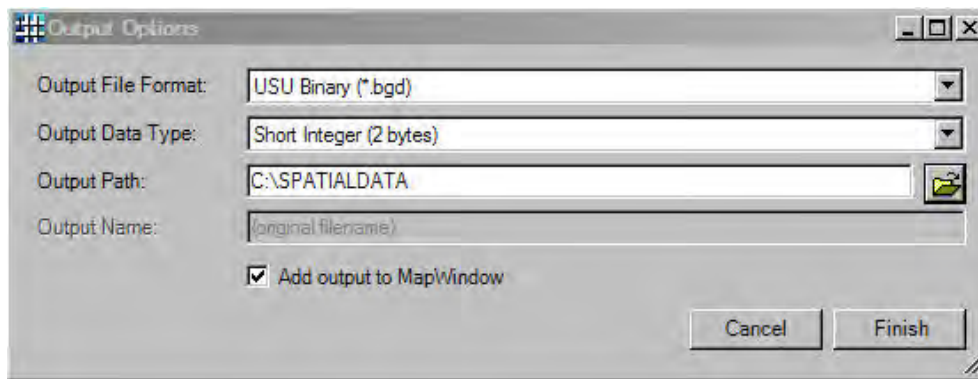 Output Options
Output File Format: USU Binary (*.bgd)
Output Data Type: Short Integer (2 bytes)
Output Path: C:\SPATIALDATA
Output Name: (original filename)
Add output to MapWindow
Cancel Finish